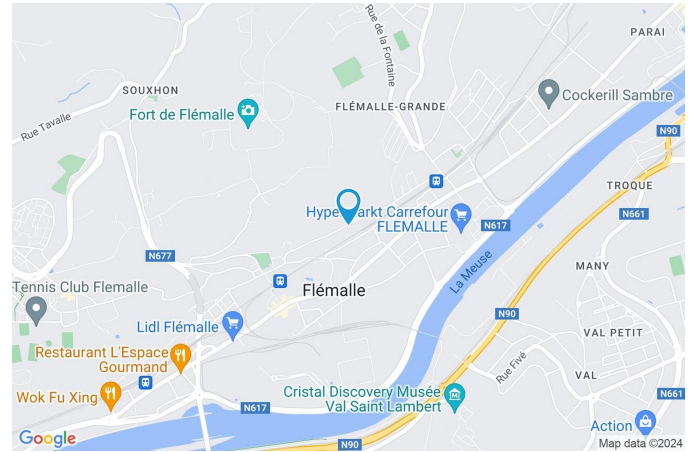 PARAI
Rue de la Fontaine
SOUXHON
Cockerill Sambre
Fort de Flémalle
FLÉMALLE-GRANDE
Rue Tavalle
N90
TROQUE
Hypermarkt Carrefour
FLEMALLE
N617
N661
N677
La Meuse
MANY
Tennis Club Flemalle
Flémalle
N90
Lidl Flémalle
VAL PETIT
Restaurant L'Espace
Gourmand
Rue Fivé
VAL
Wok Fu Xing
N617
Cristal Discovery Musée
Val Saint Lambert
N661
Action
Google
N90
Map data ©2024